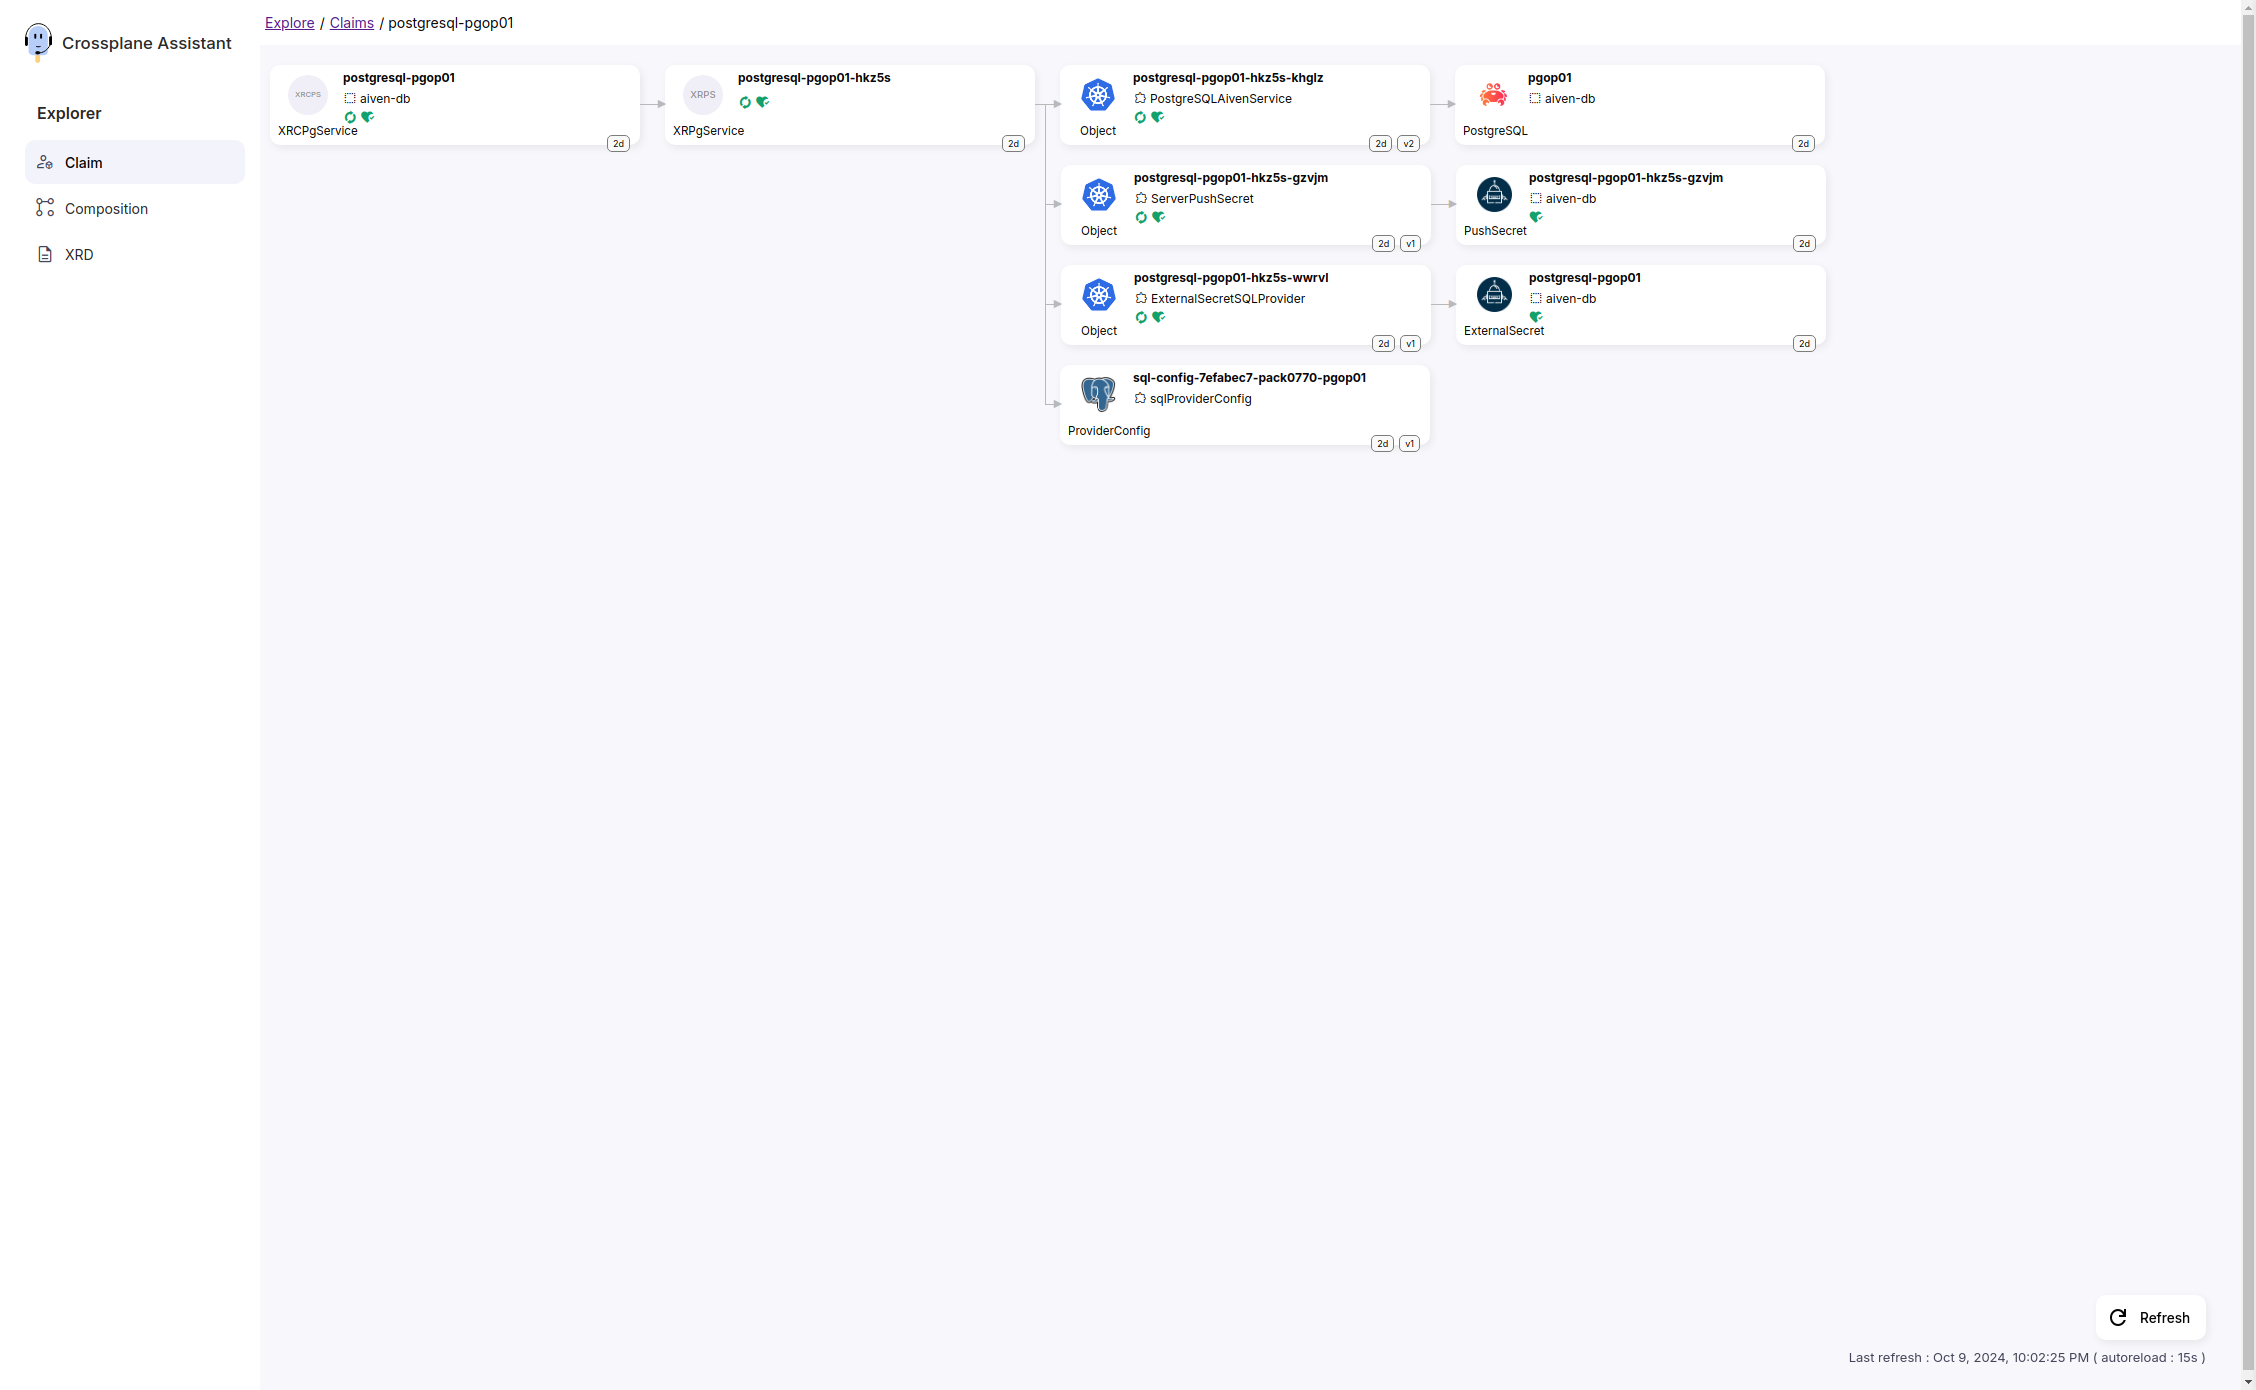 Crossplane Assistant
Explorer
Claim
Composition
XRD
Explore / Claims / postgresql-pgop01
XRCPS
postgresql-pgop01
aiven-db
XRCPgService
2d
XRPS
postgresql-pgop01-hkz5s
XRPgService
2d
postgresql-pgop01-hkz5s-khglz
PostgreSQLAivenService
Object
2d v2
pgop01
aiven-db
PostgreSQL
2d
postgresql-pgop01-hkz5s-gzvjm
ServerPushSecret
Object
2d v1
postgresql-pgop01-hkz5s-gzvjm
aiven-db
PushSecret
2d
postgresql-pgop01-hkz5s-wwrvl
ExternalSecretSQLProvider
Object
2d v1
postgresql-pgop01
aiven-db
ExternalSecret
2d
sql-config-7efabec7-pack0770-pgop01
sqlProviderConfig
ProviderConfig
2d v1
Refresh
Last refresh : Oct 9, 2024, 10:02:25 PM ( autoreload : 15s )